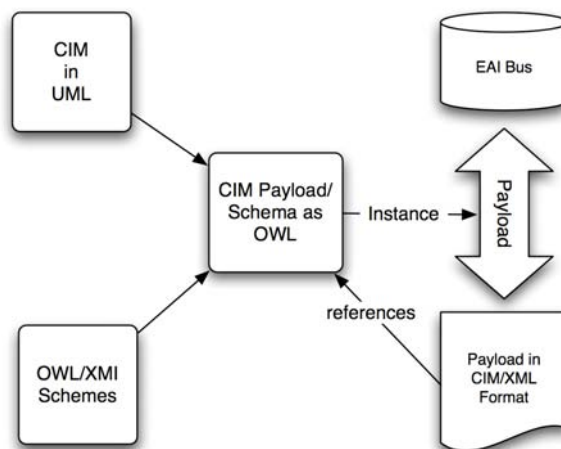 CIM
in
UML
EAI Bus
CIM Payload/
Schema as
OWL
Instance
Payload
references
OWL/XMI
Schemes
Payload in
CIM/XML
Format